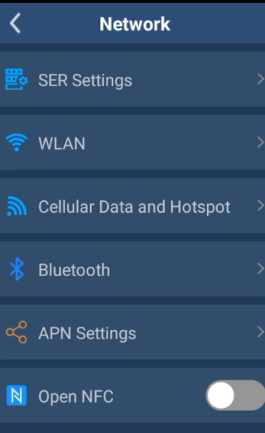 Network
SER Settings
WLAN
Cellular Data and Hotspot
Bluetooth
APN Settings
Open NFC